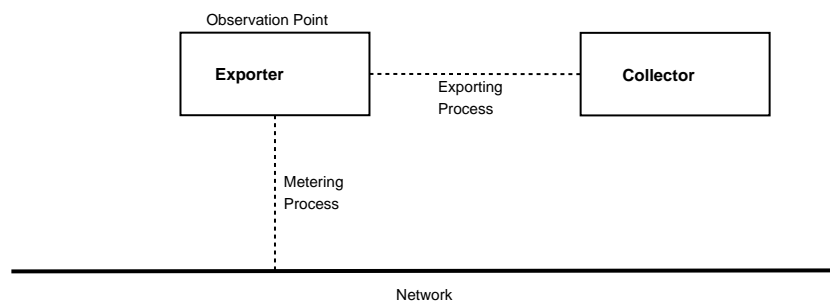 Observation Point
Exporter
Collector
Exporting
Process
Metering
Process
Network